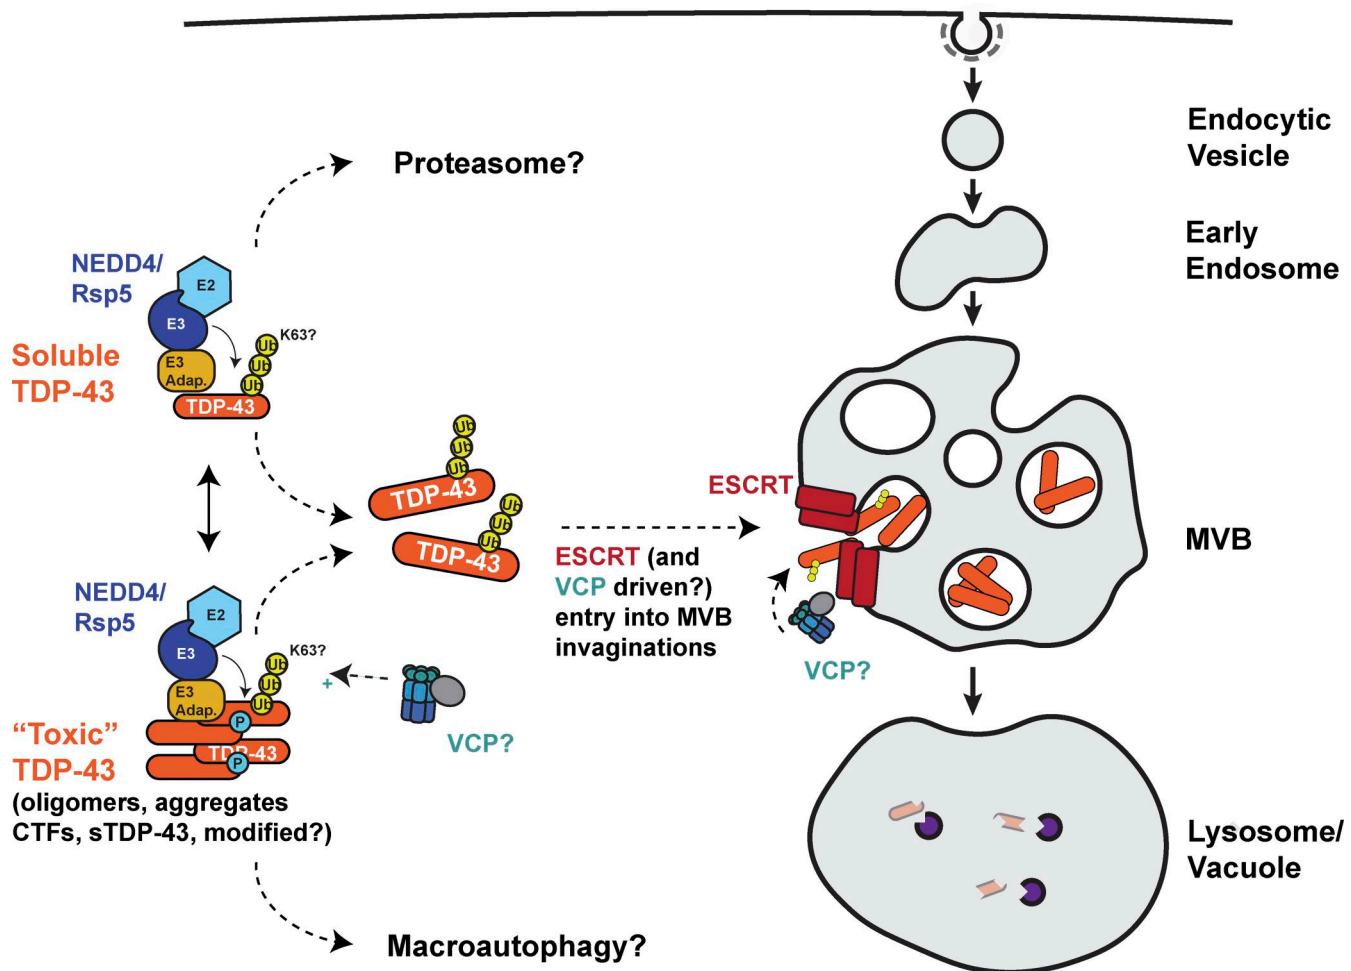 Proteasome?
NEDD4/
Rsp5
E2
E3
E3
Adap.
Ub
Ub
Ub
K63?
Soluble
TDP-43
TDP-43
Ub
Ub
Ub
TDP-43
Ub
Ub
Ub
TDP-43
NEDD4/
Rsp5
E2
E3
E3
Adap.
Ub
Ub
Ub
K63?
P
TDP-43
P
+
VCP?
“Toxic”
TDP-43
(oligomers, aggregates
CTFs, sTDP-43, modified?)
Macroautophagy?
ESCRT (and
VCP driven?)
entry into MVB
invaginations
ESCRT
VCP?
Endocytic
Vesicle
Early
Endosome
MVB
Lysosome/
Vacuole